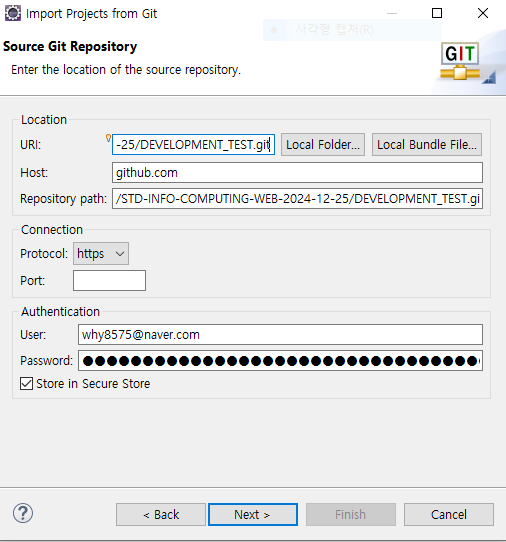 Import Projects from Git
사각형 캡처(R)
Source Git Repository
Enter the location of the source repository.
GIT
Location
URI: -25/DEVELOPMENT_TEST.git Local Folder... Local Bundle File...
Host: github.com
Repository path: /STD-INFO-COMPUTING-WEB-2024-12-25/DEVELOPMENT_TEST.gi
Connection
Protocol: https
Port:
Authentication
User: why8575@naver.com
Password: ●●●●●●●●●●●●●●●●●●●●●●●●●●●●●●●●●
Store in Secure Store
? < Back Next > Finish Cancel